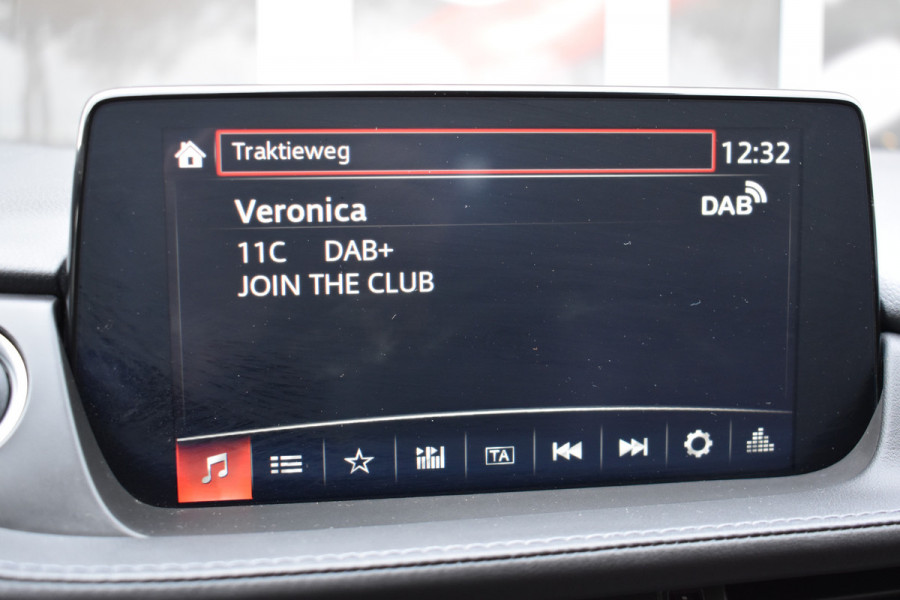 Traktieweg 12:32
Veronica DAB
11C DAB+
JOIN THE CLUB
TA